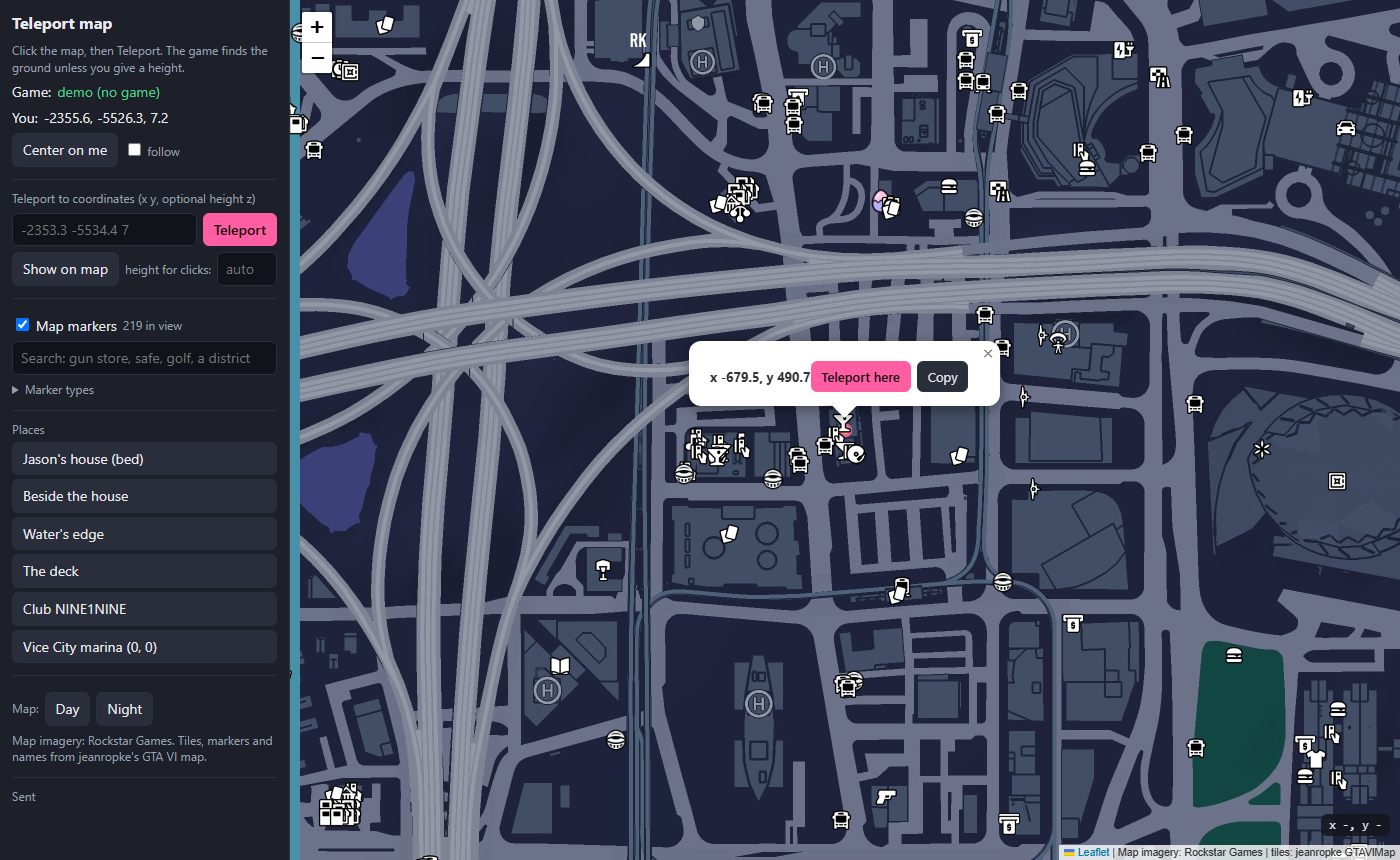 Teleport map
Click the map, then Teleport. The game finds the
ground unless you give a height.
Game: demo (no game)
You: -2355.6, -5526.3, 7.2
Center on me
follow
Teleport to coordinates (x y, optional height z)
-2353.3 -5534.4 7
Teleport
Show on map
height for clicks:
auto
Map markers 219 in view
Search: gun store, safe, golf, a district
Marker types
Places
Jason's house (bed)
Beside the house
Water's edge
The deck
Club NINE1NINE
Vice City marina (0, 0)
Map:
Day
Night
Map imagery: Rockstar Games. Tiles, markers and
names from jeanropke's GTA VI map.
Sent
+
−
RK
H
H
H
×
x -679.5, y 490.7
Teleport here
Copy
H
H
x -, y -
Leaflet | Map imagery: Rockstar Games | tiles: jeanropke GTAVIMap